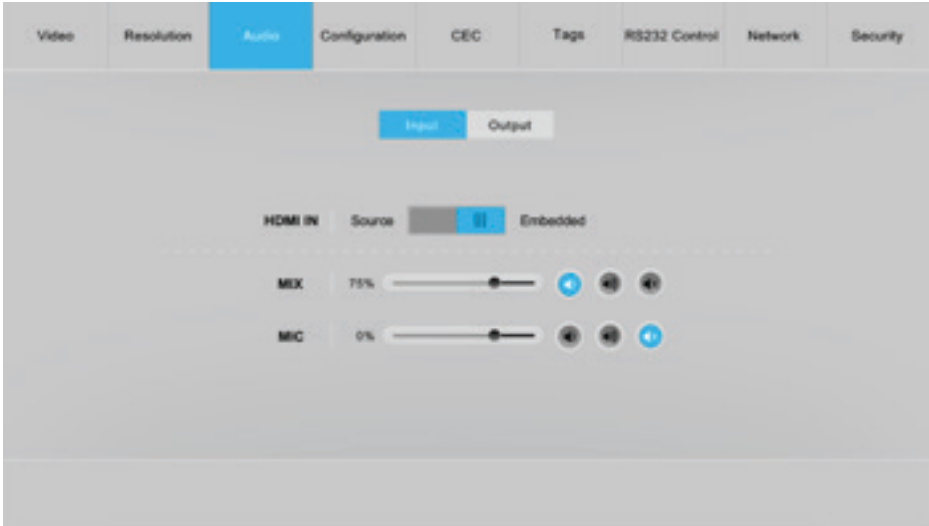 Video Resolution Audio Configuration CEC Tags RS232 Control Network Security
Input Output
HDMI IN Source Embedded
MIX 75%
MIC 0%